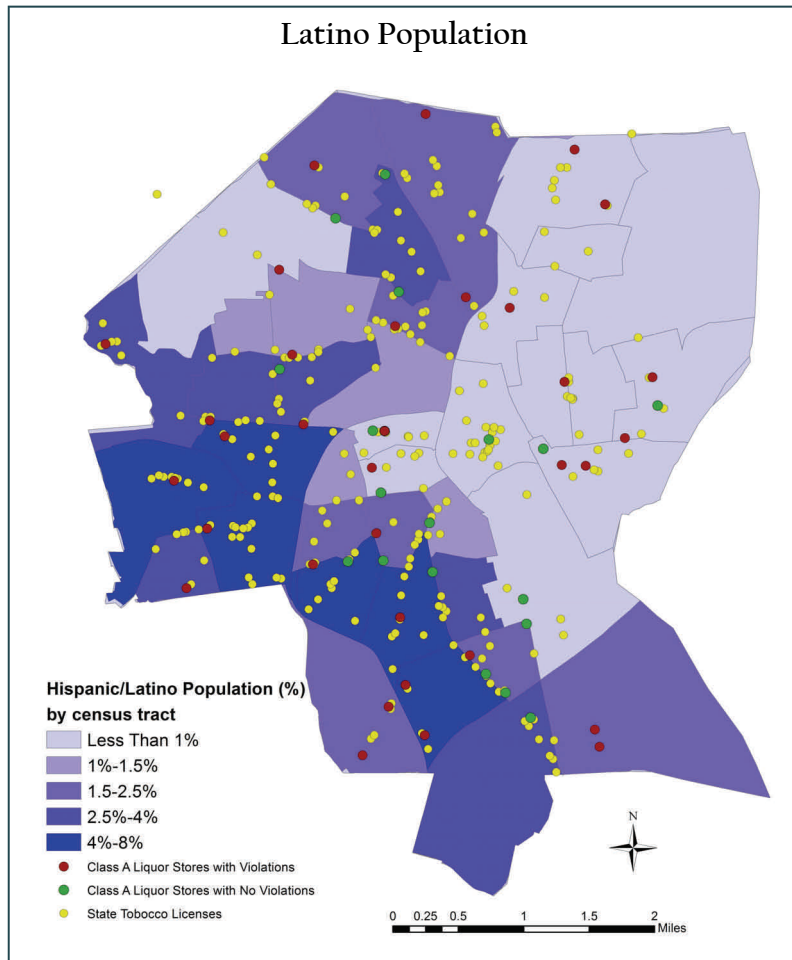 Latino Population
Hispanic/Latino Population (%)
by census tract
Less Than 1%
1%-1.5%
1.5-2.5%
2.5%-4%
4%-8%
Class A Liquor Stores with Violations
Class A Liquor Stores with No Violations
State Tobocco Licenses
N
0 0.25 0.5 1 1.5 2
Miles